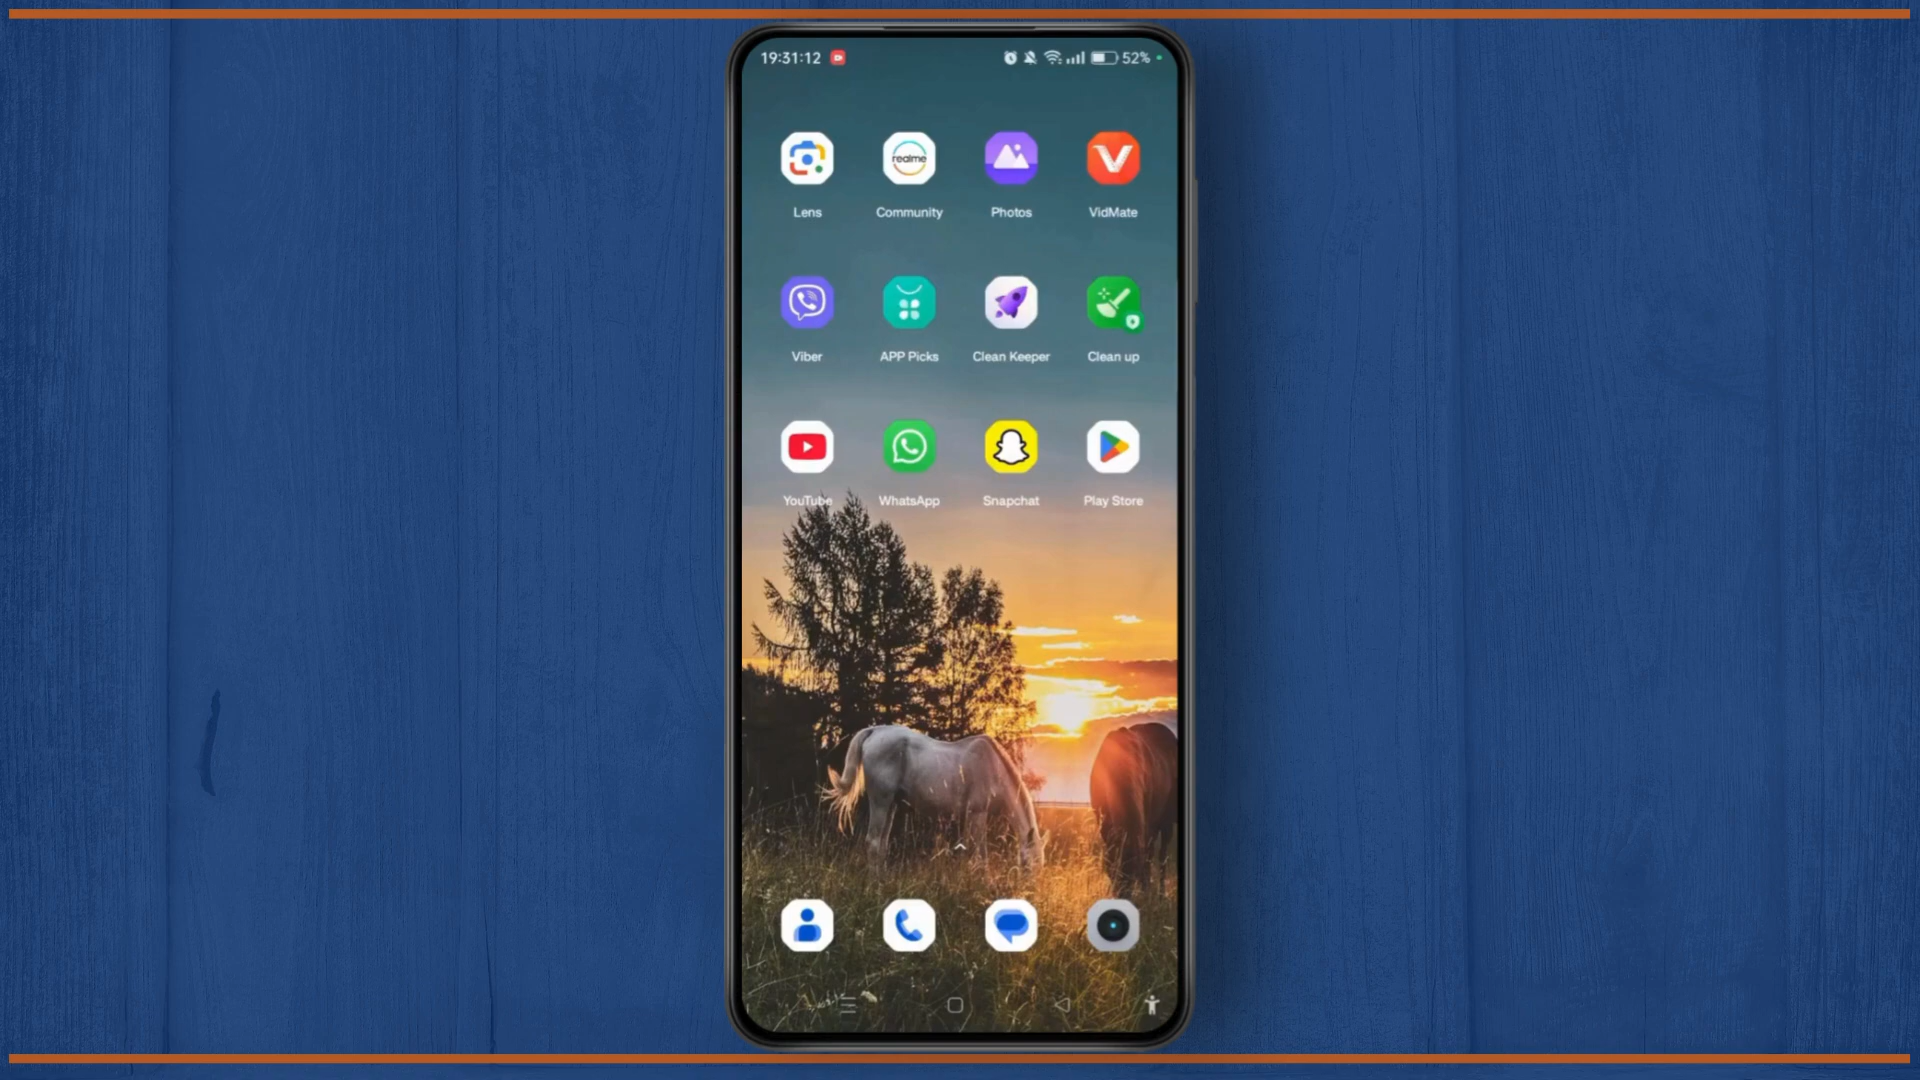 19:31:12 52%
realme
Lens Community Photos VidMate
Viber APP Picks Clean Keeper Clean up
YouTube WhatsApp Snapchat Play Store